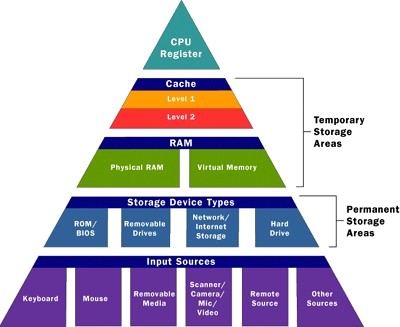 CPU
Register
Cache
Level 1
Level 2
Temporary
Storage
Areas
RAM
Physical RAM
Virtual Memory
Storage Device Types
ROM/
BIOS
Removable
Drives
Network/
Internet
Storage
Hard
Drive
Permanent
Storage
Areas
Input Sources
Keyboard
Mouse
Removable
Media
Scanner/
Camera/
Mic/
Video
Remote
Source
Other
Sources